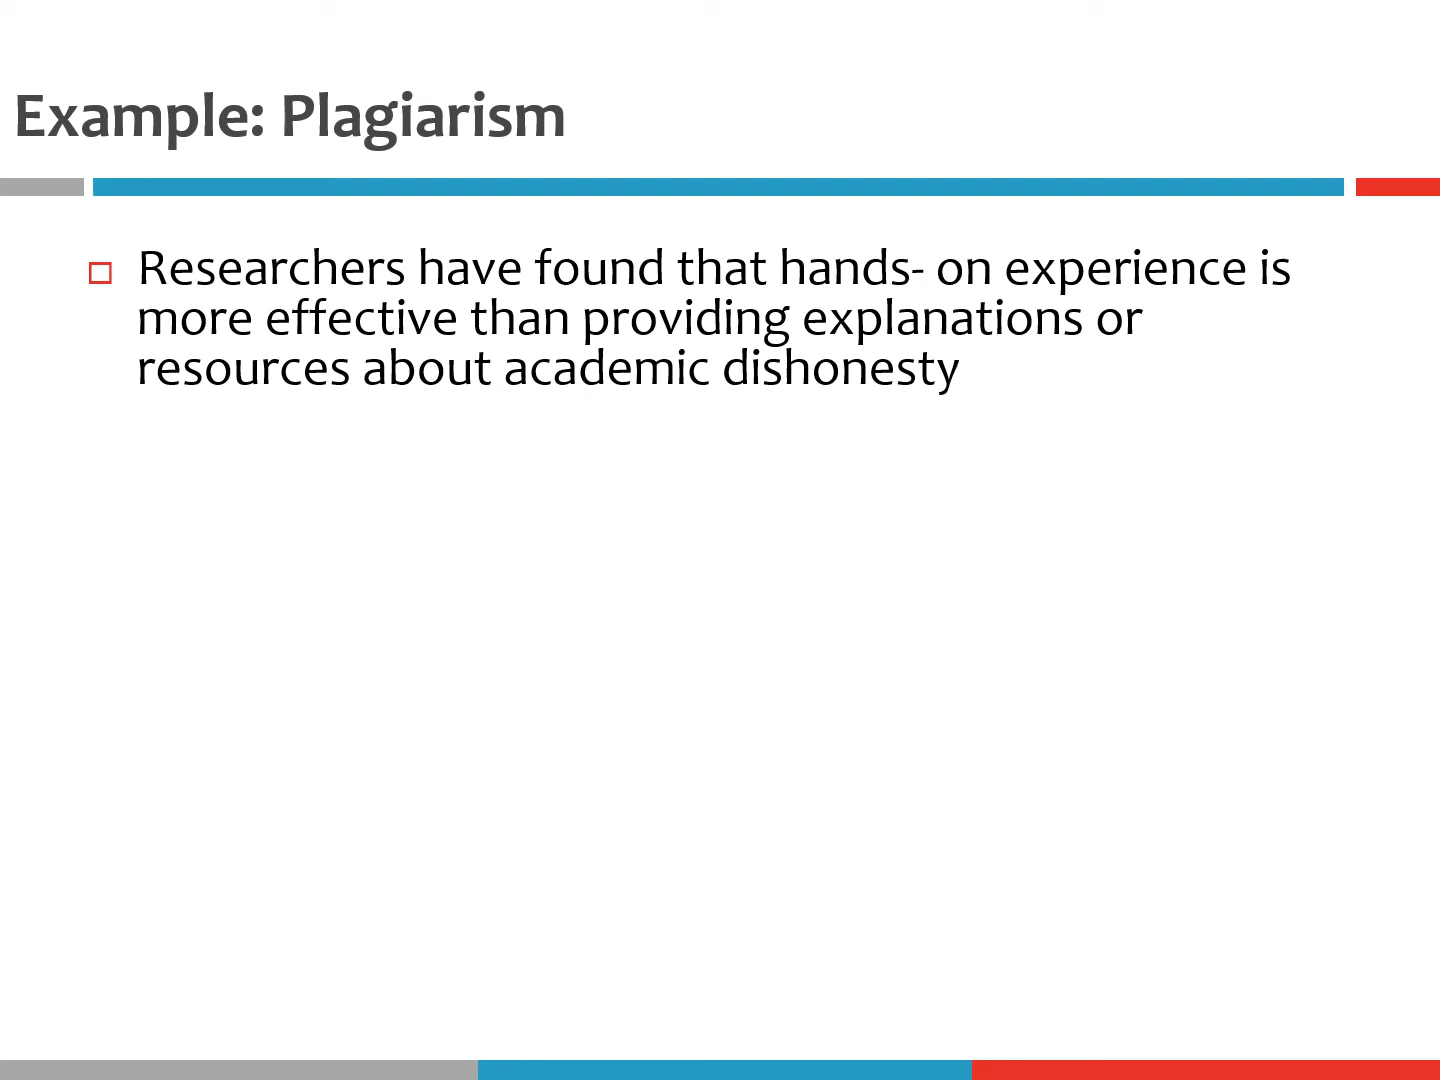 Example: Plagiarism
Researchers have found that hands- on experience is
more effective than providing explanations or
resources about academic dishonesty